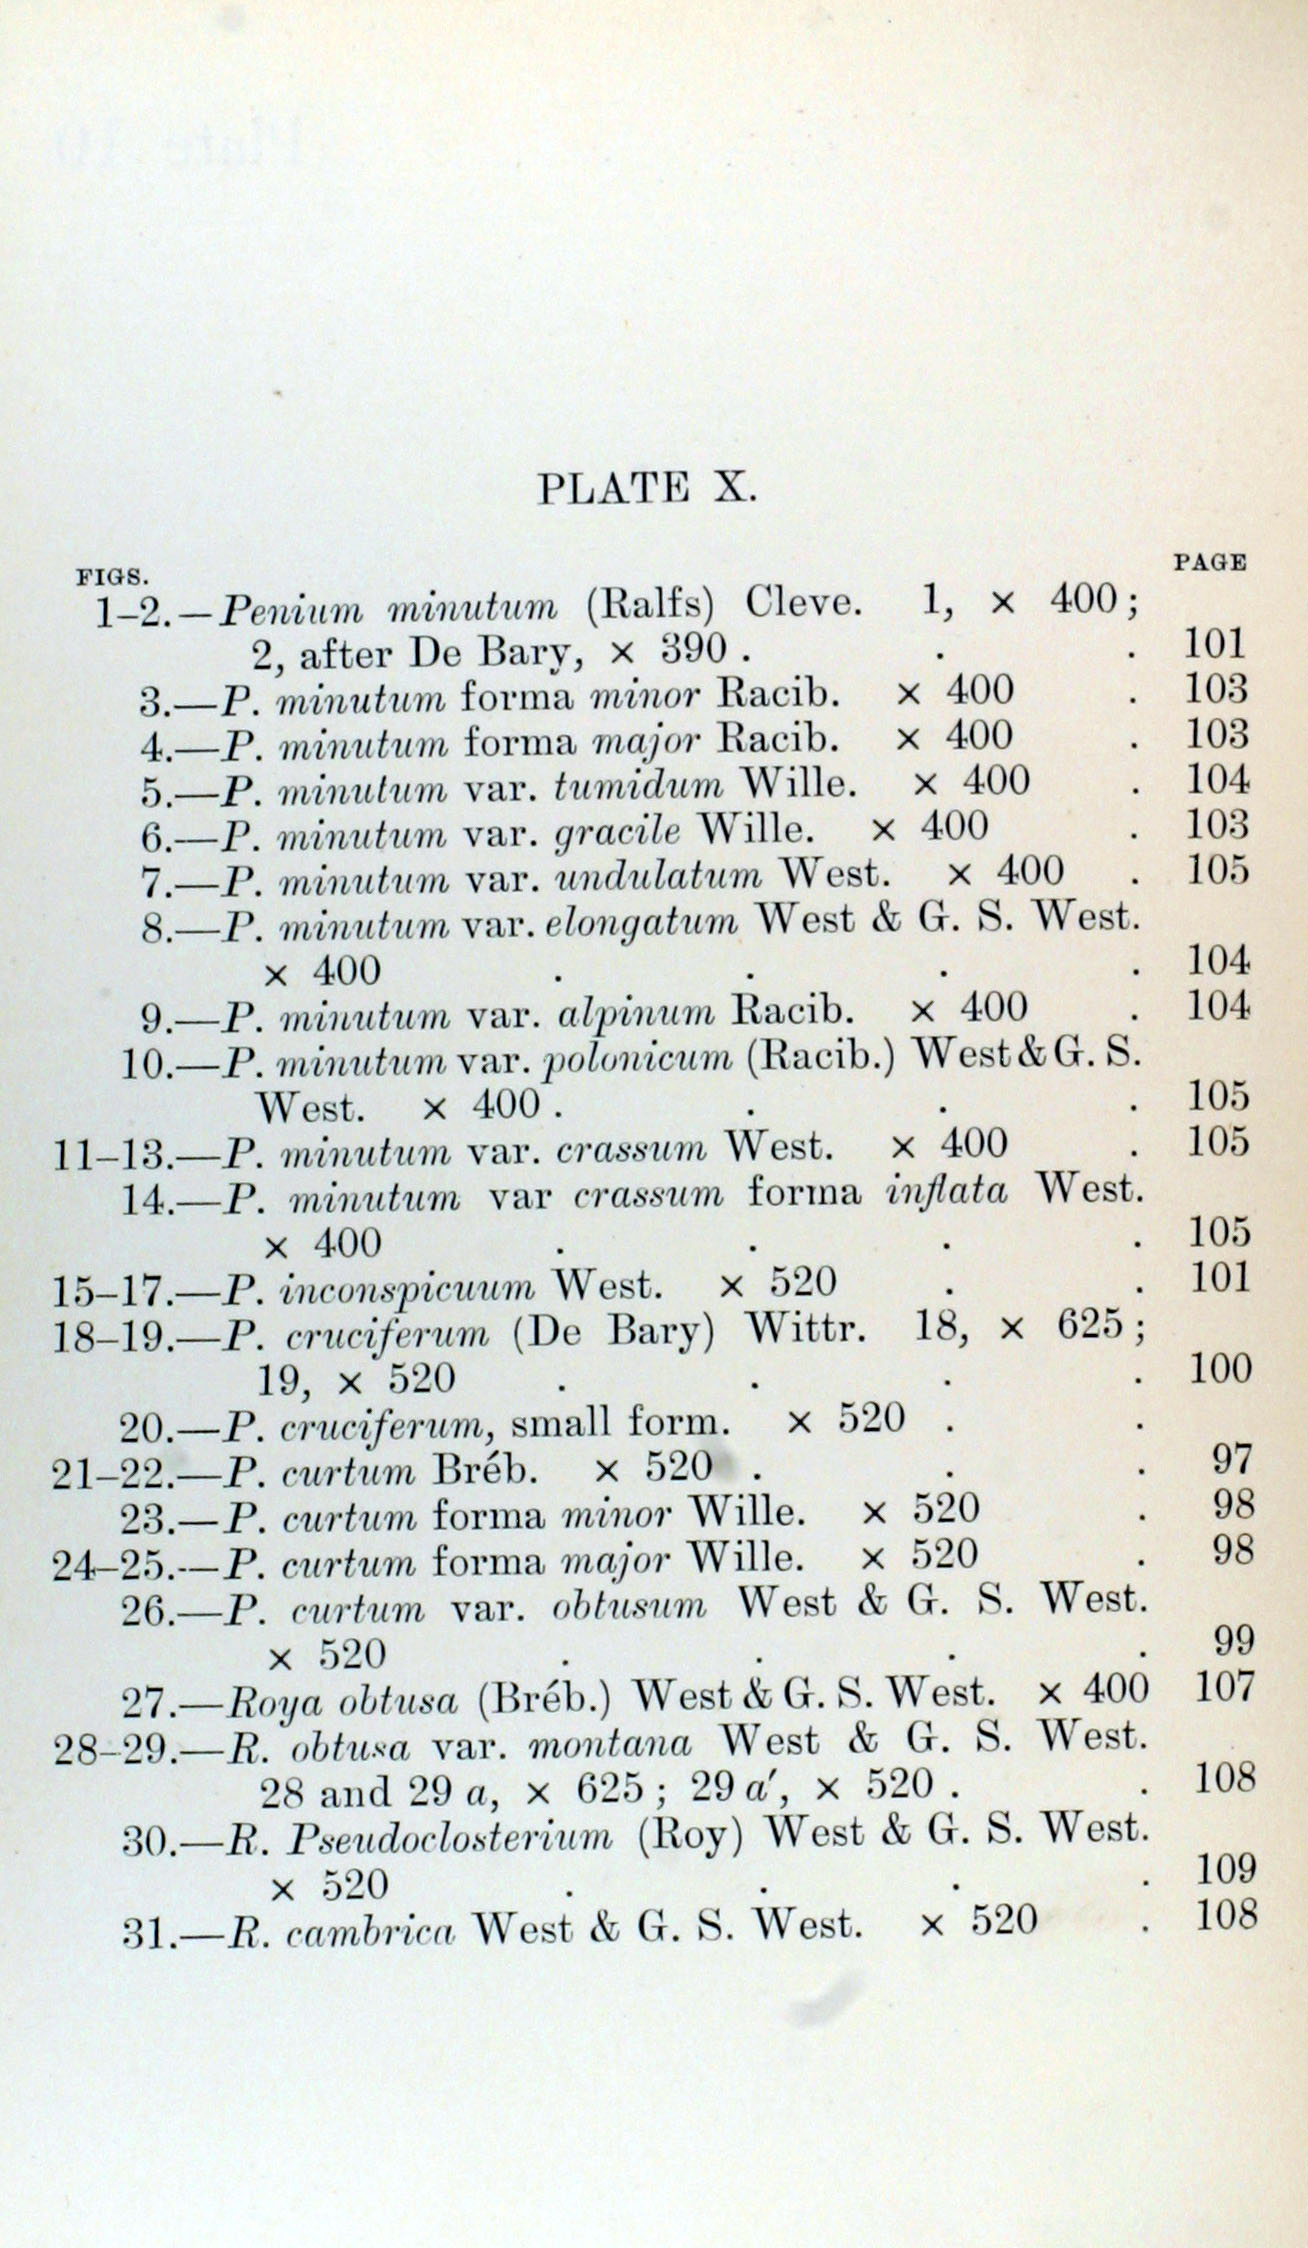 PLATE X.
FIGS. PAGE
1–2.—Penium minutum (Ralfs) Cleve. 1, × 400;
2, after De Bary, × 390 . . . 101
3.—P. minutum forma minor Racib. × 400 . 103
4.—P. minutum forma major Racib. × 400 . 103
5.—P. minutum var. tumidum Wille. × 400 . 104
6.—P. minutum var. gracile Wille. × 400 . 103
7.—P. minutum var. undulatum West. × 400 . 105
8.—P. minutum var. elongatum West & G. S. West.
× 400 . . . . 104
9.—P. minutum var. alpinum Racib. × 400 . 104
10.—P. minutum var. polonicum (Racib.) West & G. S.
West. × 400 . . . . 105
11–13.—P. minutum var. crassum West. × 400 . 105
14.—P. minutum var crassum forma inflata West.
× 400 . . . . 105
15–17.—P. inconspicuum West. × 520 . . 101
18–19.—P. cruciferum (De Bary) Wittr. 18, × 625;
19, × 520 . . . . 100
20.—P. cruciferum, small form. × 520 . .
21–22.—P. curtum Bréb. × 520 . . . 97
23.—P. curtum forma minor Wille. × 520 . 98
24–25.—P. curtum forma major Wille. × 520 . 98
26.—P. curtum var. obtusum West & G. S. West.
× 520 . . . . 99
27.—Roya obtusa (Bréb.) West & G. S. West. × 400 107
28–29.—R. obtusa var. montana West & G. S. West.
28 and 29 a, × 625; 29 a′, × 520 . . 108
30.—R. Pseudoclosterium (Roy) West & G. S. West.
× 520 . . . . 109
31.—R. cambrica West & G. S. West. × 520 . 108